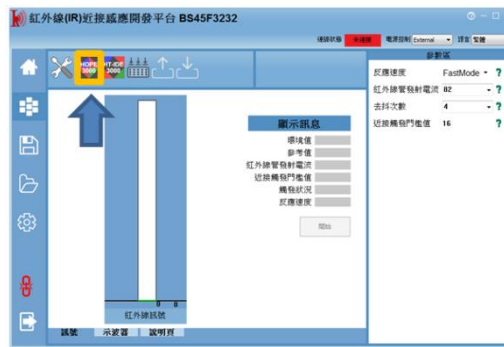 紅外線(IR)近接感應開發平台 BS45F3232
連線狀態 未連線 電源控制 External 語言 繁體
HOPE
3000
HT-IDE
3000
參數區
反應速度 FastMode ?
紅外線管發射電流 82 ?
去抖次數 4 ?
近接觸發門檻值 16 ?
顯示訊息
環境值
參考值
紅外線管發射電流
近接觸發門檻值
觸發狀況
反應速度
開始
0 0
紅外線訊號
訊號 示波器 說明頁